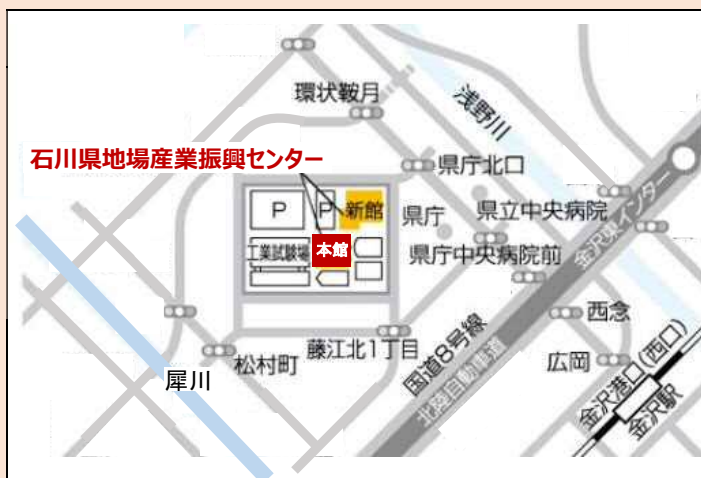 環状鞍月
浅野川
石川県地場産業振興センター
県庁北口
P
P
新館
県庁
県立中央病院
金沢東インター
工業試験場
本館
県庁中央病院前
西念
藤江北1丁目
国道8号線
松村町
広岡
北陸自動車道
金沢港口(西口)
犀川
金沢駅